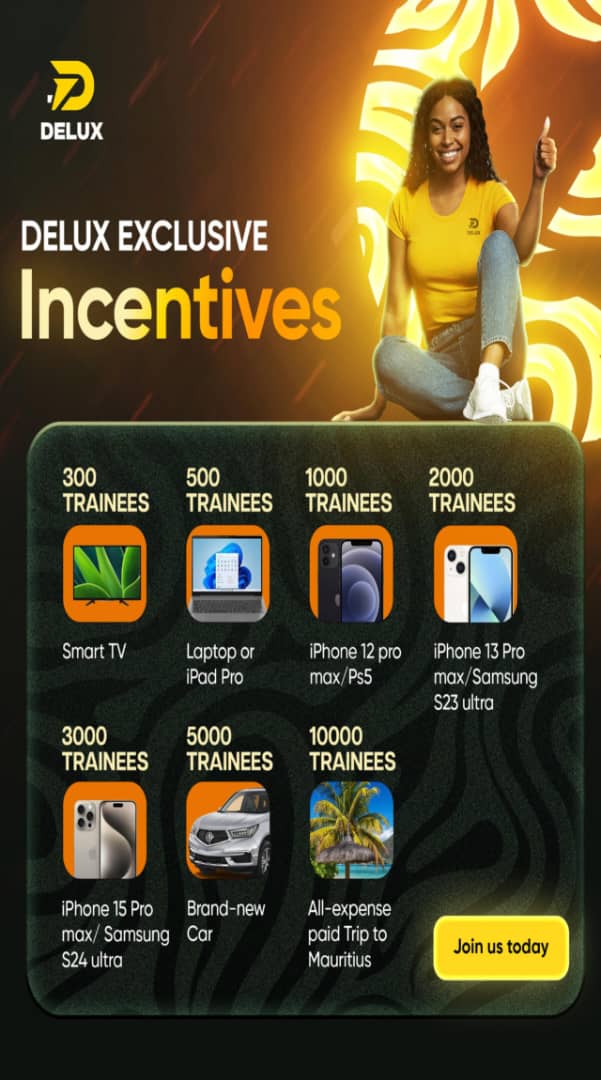 DELUX
DELUX EXCLUSIVE
Incentives
300
TRAINEES
Smart TV
500
TRAINEES
Laptop or
iPad Pro
1000
TRAINEES
iPhone 12 pro
max/Ps5
2000
TRAINEES
iPhone 13 Pro
max/Samsung
S23 ultra
3000
TRAINEES
iPhone 15 Pro
max/ Samsung
S24 ultra
5000
TRAINEES
Brand-new
Car
10000
TRAINEES
All-expense
paid Trip to
Mauritius
Join us today